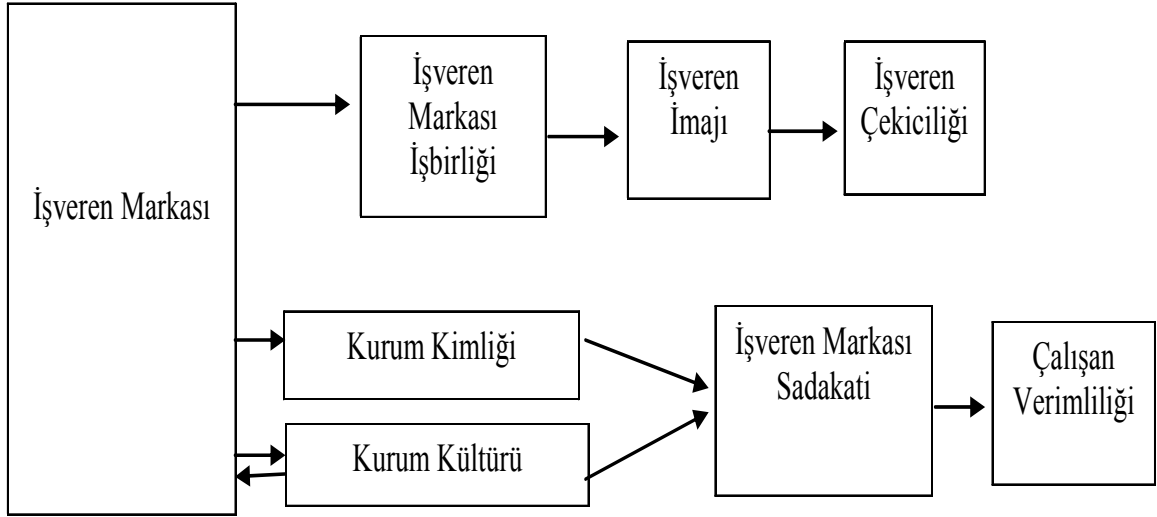 İşveren Markası
İşveren
Markası
İşbirliği
İşveren
İmajı
İşveren
Çekiciliği
Kurum Kimliği
Kurum Kültürü
İşveren Markası
Sadakati
Çalışan
Verimliliği